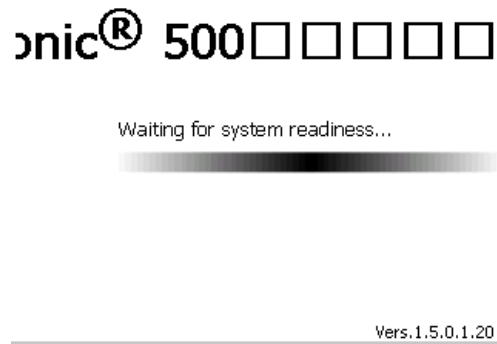 onic® 500□□□□□
Waiting for system readiness...
Vers.1.5.0.1.20